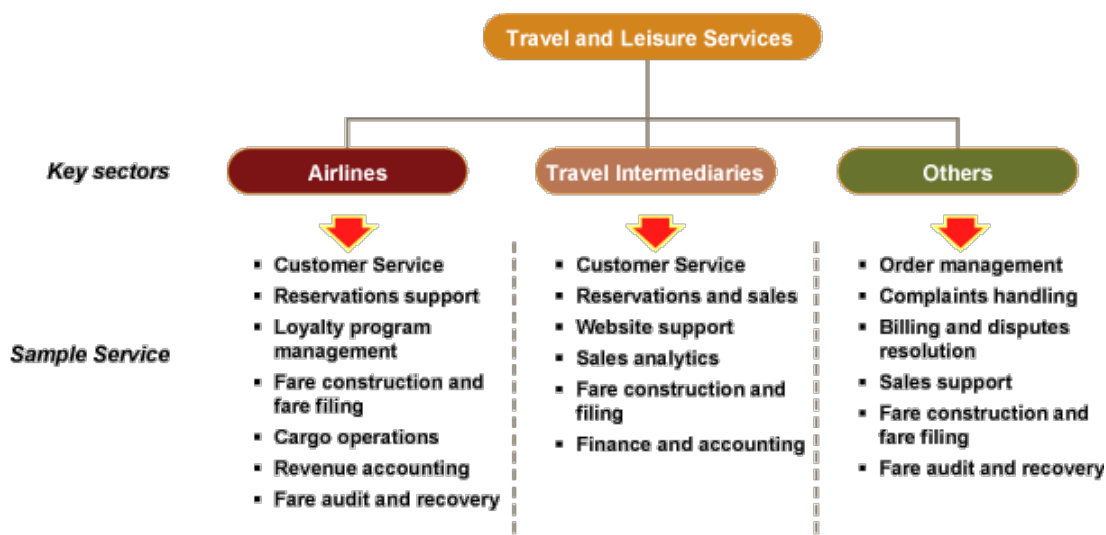 Travel and Leisure Services
Key sectors
Airlines
Travel Intermediaries
Others
Sample Service
▪ Customer Service
▪ Reservations support
▪ Loyalty program
management
▪ Fare construction and
fare filing
▪ Cargo operations
▪ Revenue accounting
▪ Fare audit and recovery
▪ Customer Service
▪ Reservations and sales
▪ Website support
▪ Sales analytics
▪ Fare construction and
filing
▪ Finance and accounting
▪ Order management
▪ Complaints handling
▪ Billing and disputes
resolution
▪ Sales support
▪ Fare construction and
fare filing
▪ Fare audit and recovery